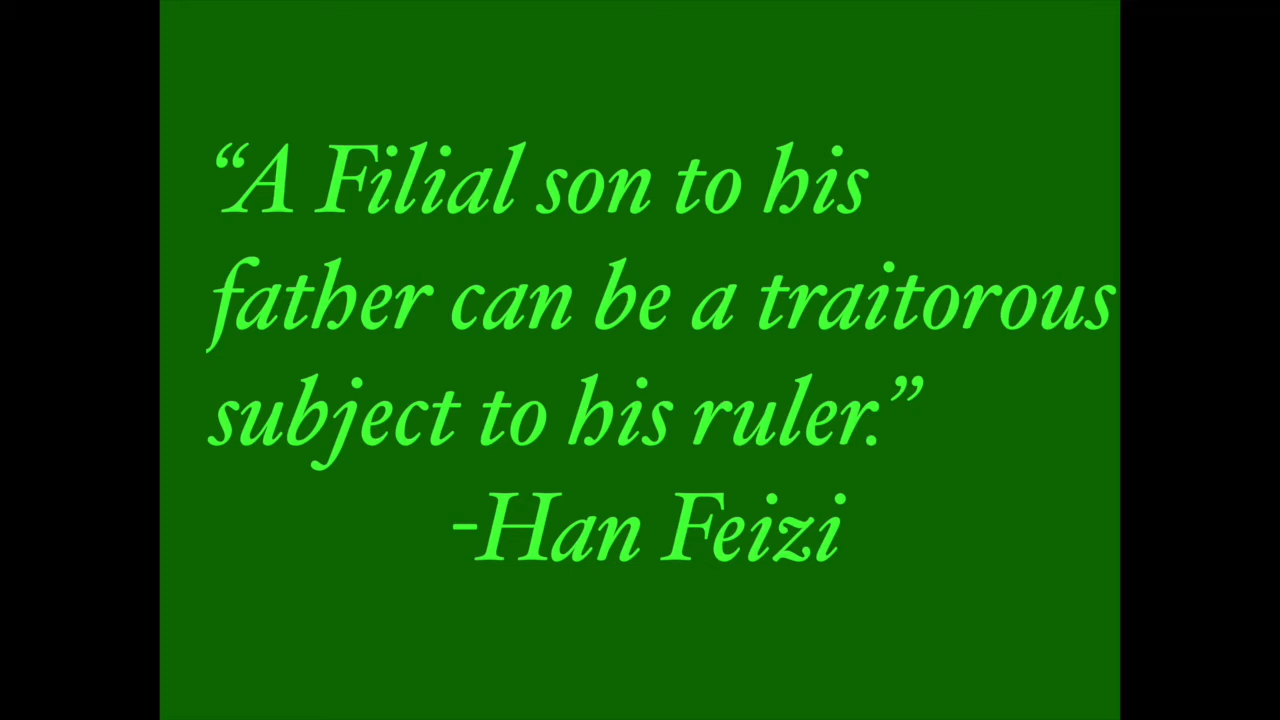 “A Filial son to his
father can be a traitorous
subject to his ruler.”
-Han Feizi